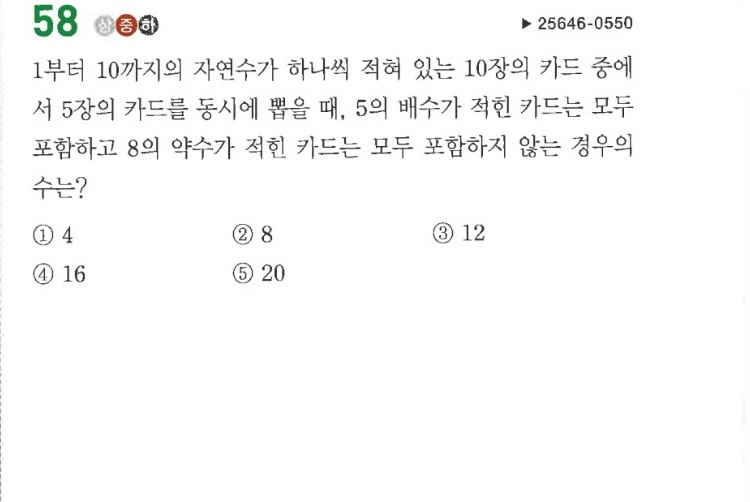 58 상중하 ▶ 25646-0550
1부터 10까지의 자연수가 하나씩 적혀 있는 10장의 카드 중에
서 5장의 카드를 동시에 뽑을 때, 5의 배수가 적힌 카드는 모두
포함하고 8의 약수가 적힌 카드는 모두 포함하지 않는 경우의
수는?
① 4 ② 8 ③ 12
④ 16 ⑤ 20